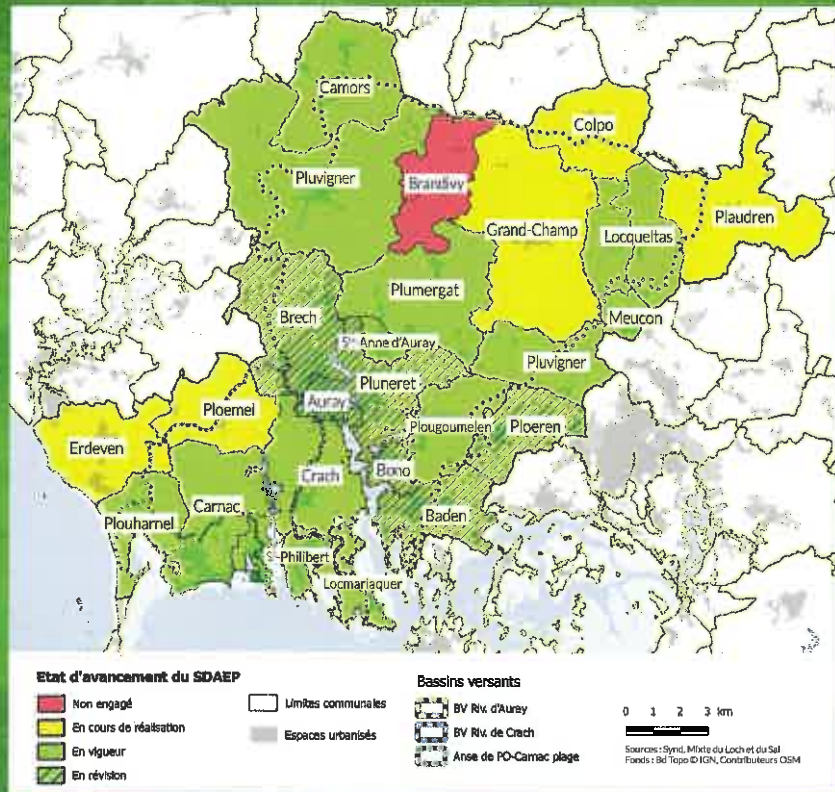 Camors
Colpo
Pluvigner
Brandivy
Plaudren
Grand-Champ
Locqueltas
Plumergat
Meucon
Brech
Ste Anne d'Auray
Pluvigner
Pluneret
Ploemel
Auray
Plougoumelen
Ploeren
Erdeven
Bono
Crach
Carnac
Baden
Plouharnel
St-Philibert
Locmariaquer
Etat d'avancement du SDAEP
Non engagé
En cours de réalisation
En vigueur
En révision
Limites communales
Espaces urbanisés
Bassins versants
BV Riv. d'Auray
BV Riv. de Crach
Anse de PO-Carnac plage
0 1 2 3 km
Sources : Synd. Mixte du Loch et du Sal
Fonds : Bd Topo © IGN, Contributeurs OSM